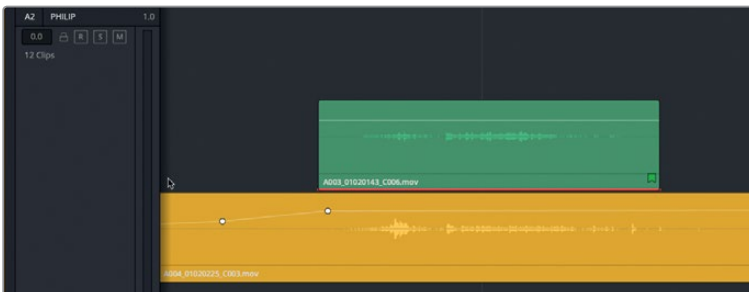 A2 PHILIP 1.0
0.0 R S M
12 Clips
A003_01020143_C006.mov
A004_01020225_C003.mov